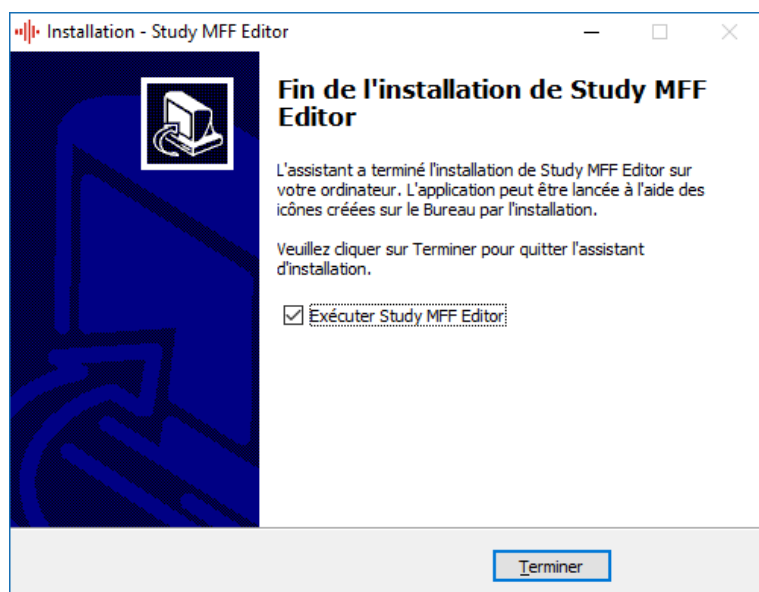 Installation - Study MFF Editor
Fin de l'installation de Study MFF
Editor
L'assistant a terminé l'installation de Study MFF Editor sur
votre ordinateur. L'application peut être lancée à l'aide des
icônes créées sur le Bureau par l'installation.
Veuillez cliquer sur Terminer pour quitter l'assistant
d'installation.
Exécuter Study MFF Editor
Terminer